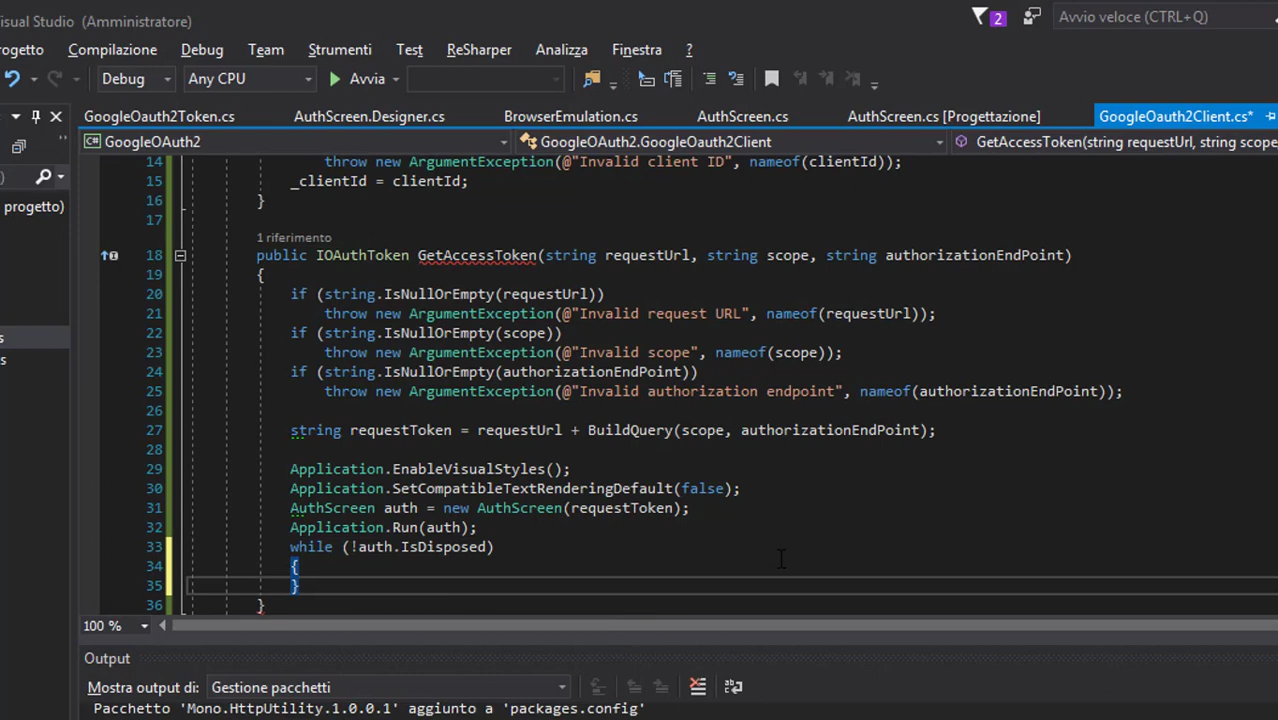 isual Studio (Amministratore)
2
Avvio veloce (CTRL+Q)
ogetto Compilazione Debug Team Strumenti Test ReSharper Analizza Finestra ?
Debug Any CPU Avvia
GoogleOauth2Token.cs AuthScreen.Designer.cs BrowserEmulation.cs AuthScreen.cs AuthScreen.cs [Progettazione] GoogleOauth2Client.cs*
GoogleOAuth2 GoogleOAuth2.GoogleOauth2Client GetAccessToken(string requestUrl, string scope
)
progetto)
s
s
14 throw new ArgumentException(@"Invalid client ID", nameof(clientId));
15 _clientId = clientId;
16 }
17
1 riferimento
18 public IOAuthToken GetAccessToken(string requestUrl, string scope, string authorizationEndPoint)
19 {
20 if (string.IsNullOrEmpty(requestUrl))
21 throw new ArgumentException(@"Invalid request URL", nameof(requestUrl));
22 if (string.IsNullOrEmpty(scope))
23 throw new ArgumentException(@"Invalid scope", nameof(scope));
24 if (string.IsNullOrEmpty(authorizationEndPoint))
25 throw new ArgumentException(@"Invalid authorization endpoint", nameof(authorizationEndPoint));
26
27 string requestToken = requestUrl + BuildQuery(scope, authorizationEndPoint);
28
29 Application.EnableVisualStyles();
30 Application.SetCompatibleTextRenderingDefault(false);
31 AuthScreen auth = new AuthScreen(requestToken);
32 Application.Run(auth);
33 while (!auth.IsDisposed)
34 {
35 }
36 }
100 %
Output
Mostra output di: Gestione pacchetti
Pacchetto 'Mono.HttpUtility.1.0.0.1' aggiunto a 'packages.config'